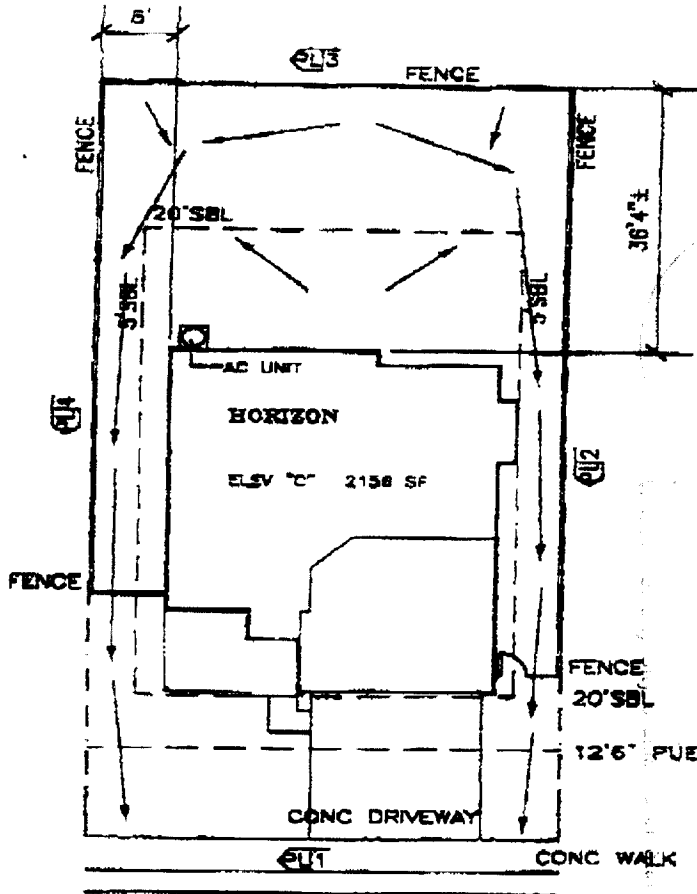 PL3
FENCE
FENCE
FENCE
36'4"±
20'SBL
5'SBL
5'SBL
AC UNIT
HORIZON
PL4
ELEV "C" 2158 SF
PL2
FENCE
FENCE
20'SBL
12'6" PUE
CONC DRIVEWAY
PL1
CONC WALK